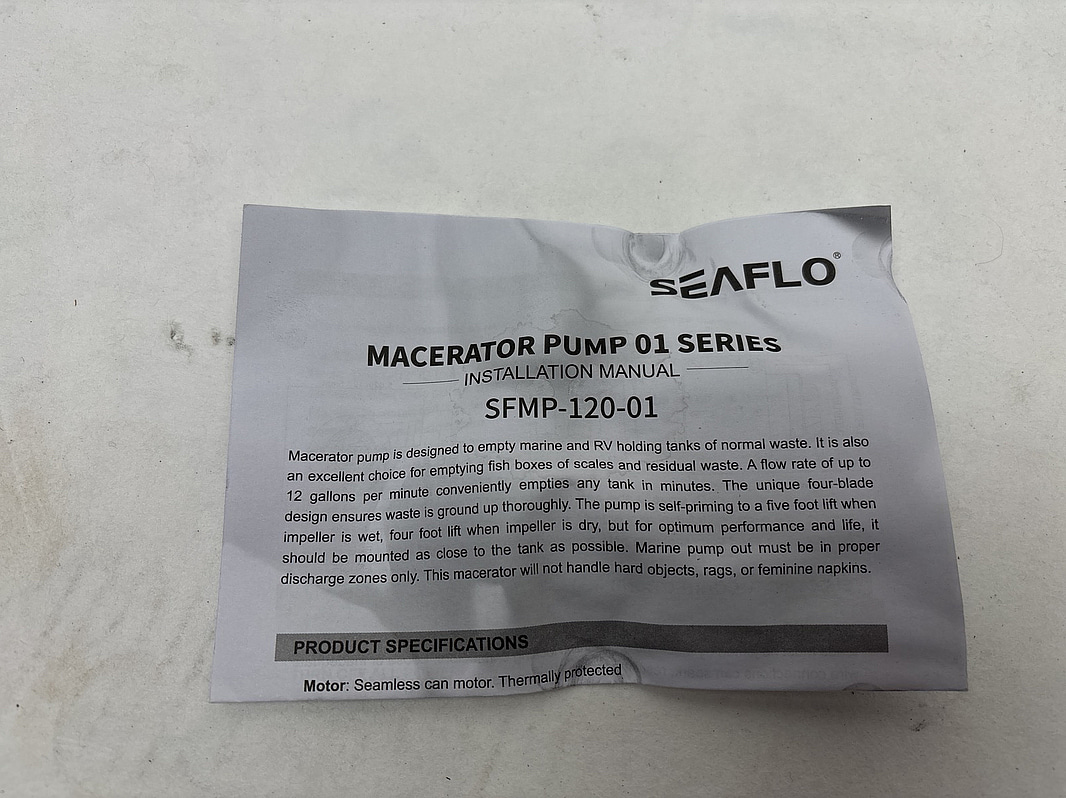 SEAFLO®
MACERATOR PUMP 01 SERIES
INSTALLATION MANUAL
SFMP-120-01
Macerator pump is designed to empty marine and RV holding tanks of normal waste. It is also
an excellent choice for emptying fish boxes of scales and residual waste. A flow rate of up to
12 gallons per minute conveniently empties any tank in minutes. The unique four-blade
design ensures waste is ground up thoroughly. The pump is self-priming to a five foot lift when
impeller is wet, four foot lift when impeller is dry, but for optimum performance and life, it
should be mounted as close to the tank as possible. Marine pump out must be in proper
discharge zones only. This macerator will not handle hard objects, rags, or feminine napkins.
PRODUCT SPECIFICATIONS
Motor: Seamless can motor. Thermally protected